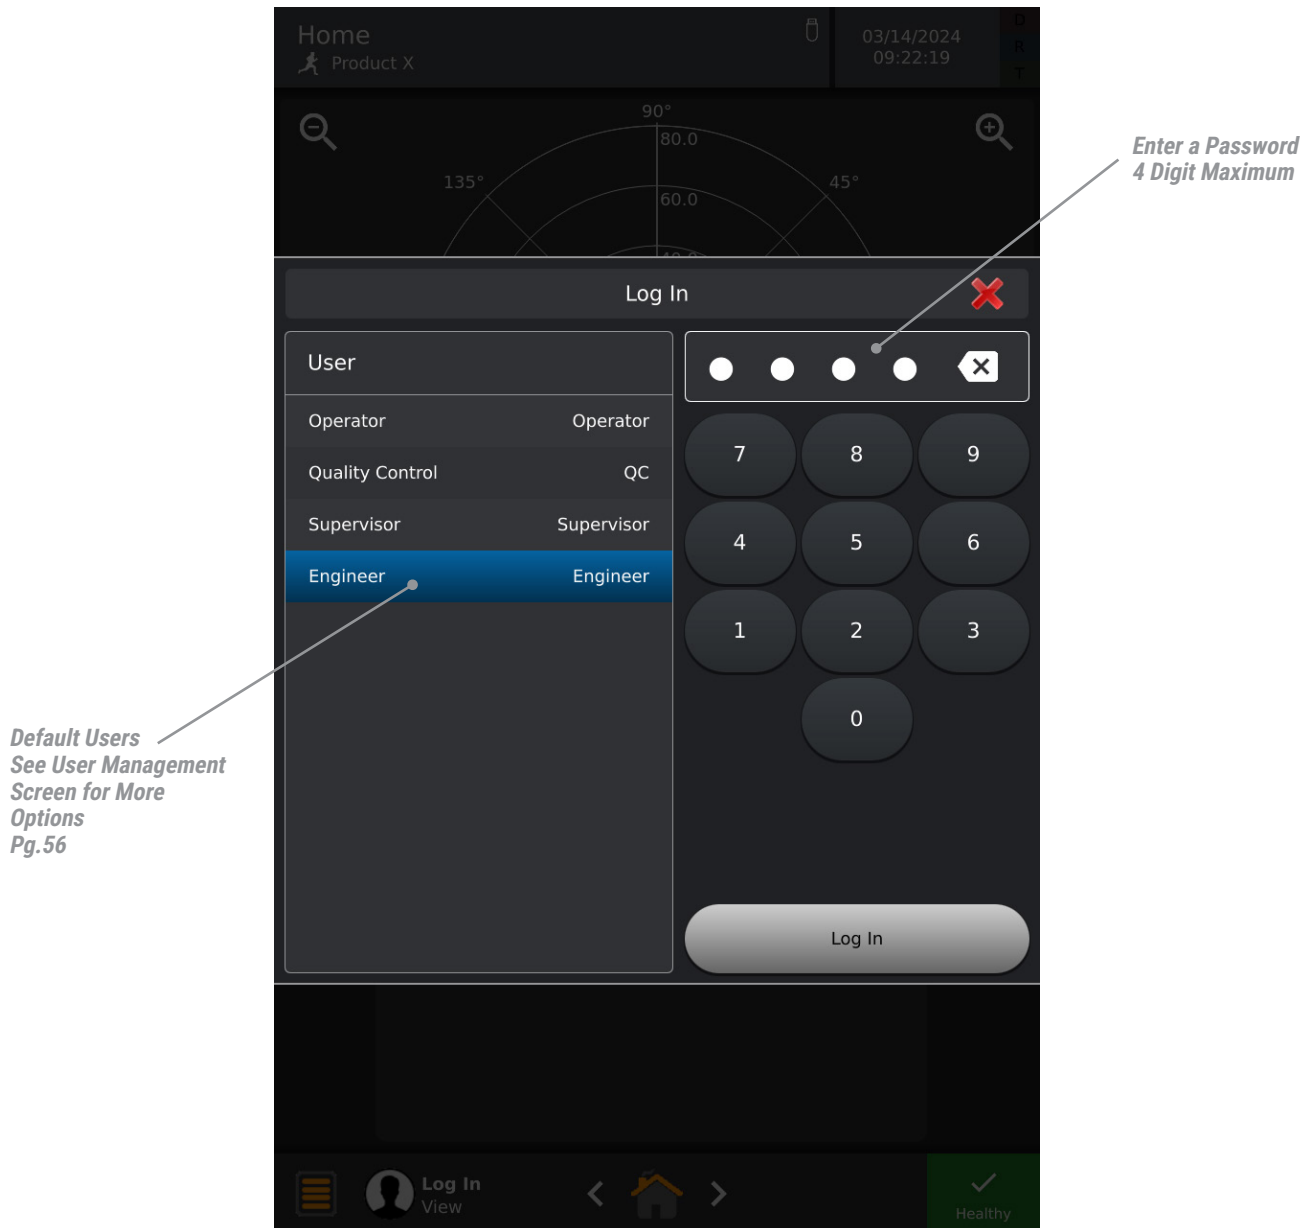 Home
Product X
03/14/2024
09:22:19
D
R
T
90°
80.0
135°
45°
60.0
40.0
Enter a Password
4 Digit Maximum
Log In
User
Operator Operator
Quality Control QC
Supervisor Supervisor
Engineer Engineer
7 8 9
4 5 6
1 2 3
0
Default Users
See User Management
Screen for More
Options
Pg.56
Log In
Log In
View
Healthy